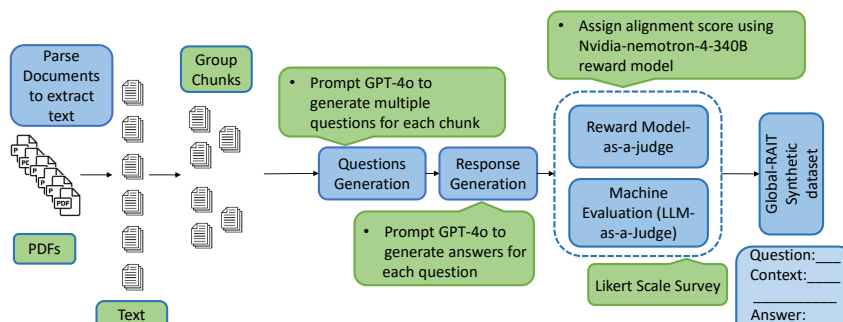 Parse
Documents
to extract
text
PDF
PDFs
Text
Group
Chunks
• Prompt GPT-4o to
generate multiple
questions for each chunk
Questions
Generation
Response
Generation
• Prompt GPT-4o to
generate answers for
each question
• Assign alignment score using
Nvidia-nemotron-4-340B
reward model
Reward Model-
as-a-judge
Machine
Evaluation (LLM-
as-a-Judge)
Likert Scale Survey
Global-RAIT
Synthetic
dataset
Question:___
Context:____
__________
Answer: